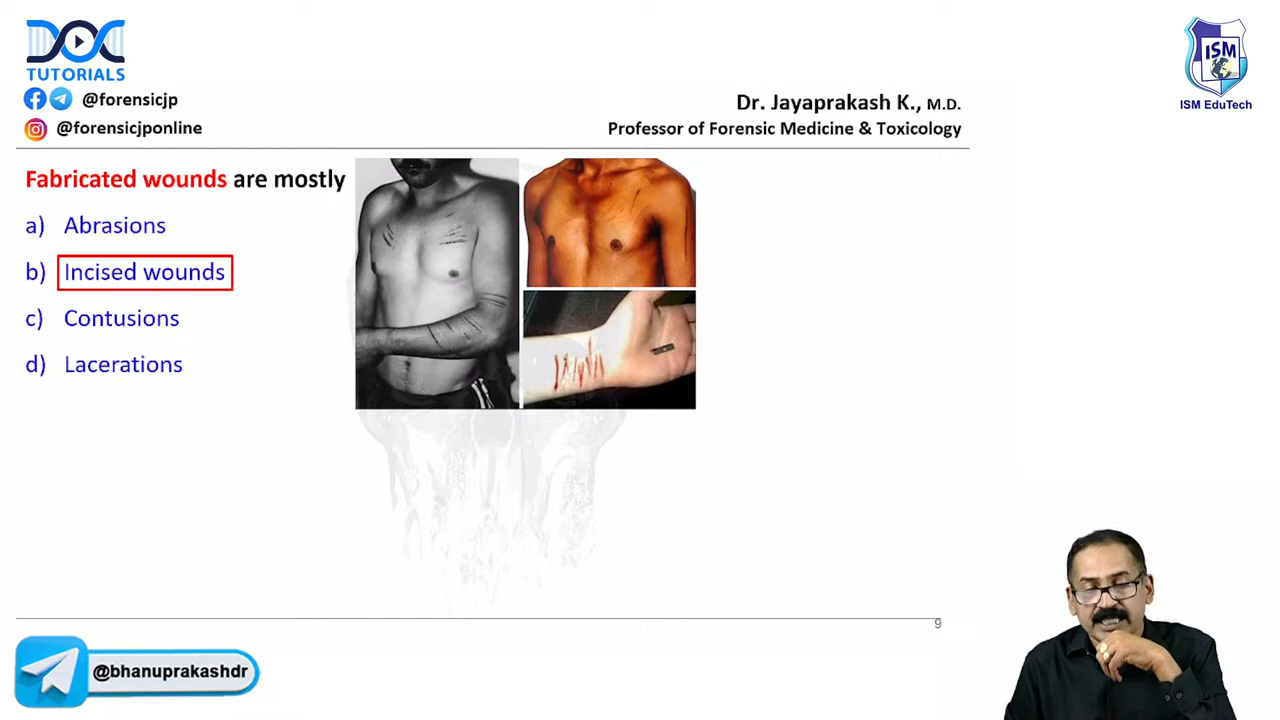 DOC
TUTORIALS
@forensicjp
@forensicjponline
ISM
ISM EduTech
Dr. Jayaprakash K., M.D.
Professor of Forensic Medicine & Toxicology
Fabricated wounds are mostly
a) Abrasions
b) Incised wounds
c) Contusions
d) Lacerations
9
@bhanuprakashdr